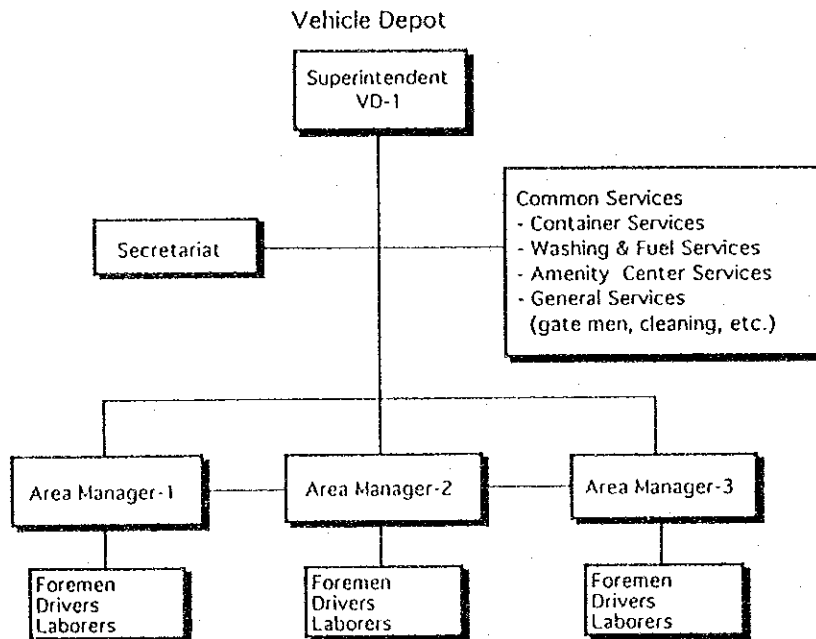 Vehicle Depot
Superintendent
VD-1
Secretariat
Common Services
- Container Services
- Washing & Fuel Services
- Amenity Center Services
- General Services
(gate men, cleaning, etc.)
Area Manager-1
Area Manager-2
Area Manager-3
Foremen
Drivers
Laborers
Foremen
Drivers
Laborers
Foremen
Drivers
Laborers